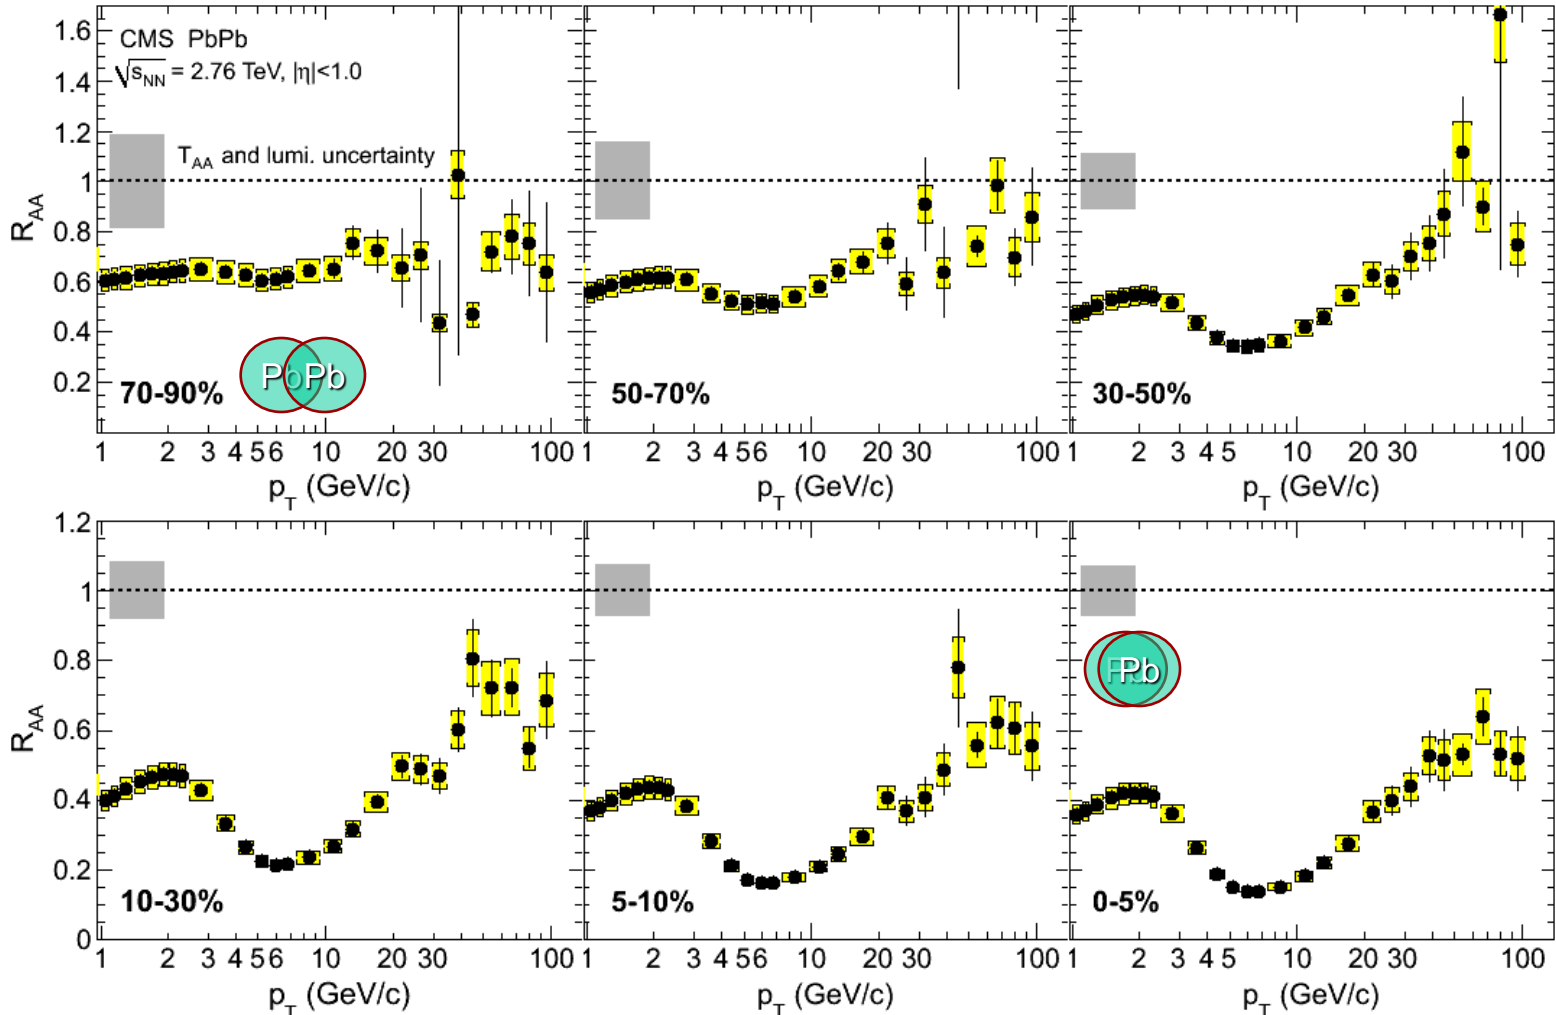 CMS PbPb
√sNN = 2.76 TeV, |η|<1.0
TAA and lumi. uncertainty
RAA
1.6
1.4
1.2
1
0.8
0.6
0.4
0.2
70-90%
Pb Pb
50-70%
30-50%
1 2 3 4 5 6 10 20 30 100
1 2 3 4 5 6 10 20 30 100
1 2 3 4 5 10 20 30 100
pT (GeV/c)
pT (GeV/c)
pT (GeV/c)
RAA
1.2
1
0.8
0.6
0.4
0.2
0
Pb Pb
10-30%
5-10%
0-5%
1 2 3 4 5 6 10 20 30 100
1 2 3 4 5 6 10 20 30 100
1 2 3 4 5 10 20 30 100
pT (GeV/c)
pT (GeV/c)
pT (GeV/c)